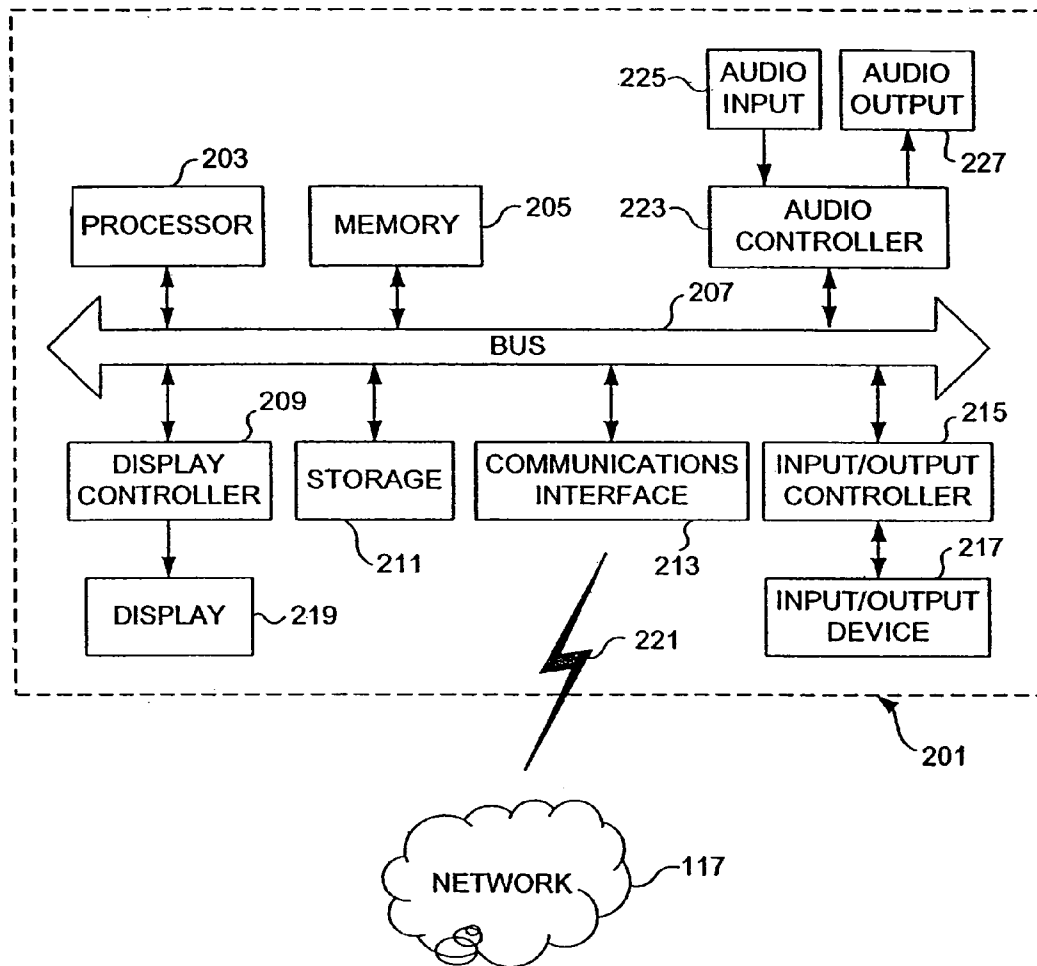 225
AUDIO
INPUT
AUDIO
OUTPUT
227
203
PROCESSOR
MEMORY
205
223
AUDIO
CONTROLLER
207
BUS
209
DISPLAY
CONTROLLER
STORAGE
211
COMMUNICATIONS
INTERFACE
213
215
INPUT/OUTPUT
CONTROLLER
217
INPUT/OUTPUT
DEVICE
DISPLAY
219
221
201
NETWORK
117